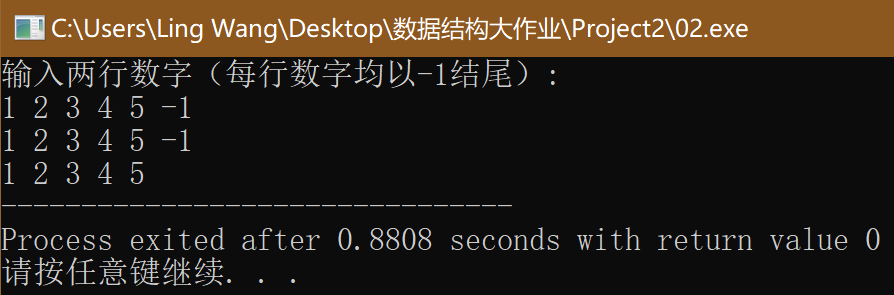 C:\Users\Ling Wang\Desktop\数据结构大作业\Project2\02.exe
输入两行数字（每行数字均以-1结尾）:
1 2 3 4 5 -1
1 2 3 4 5 -1
1 2 3 4 5
--------------------------------
Process exited after 0.8808 seconds with return value 0
请按任意键继续. . .